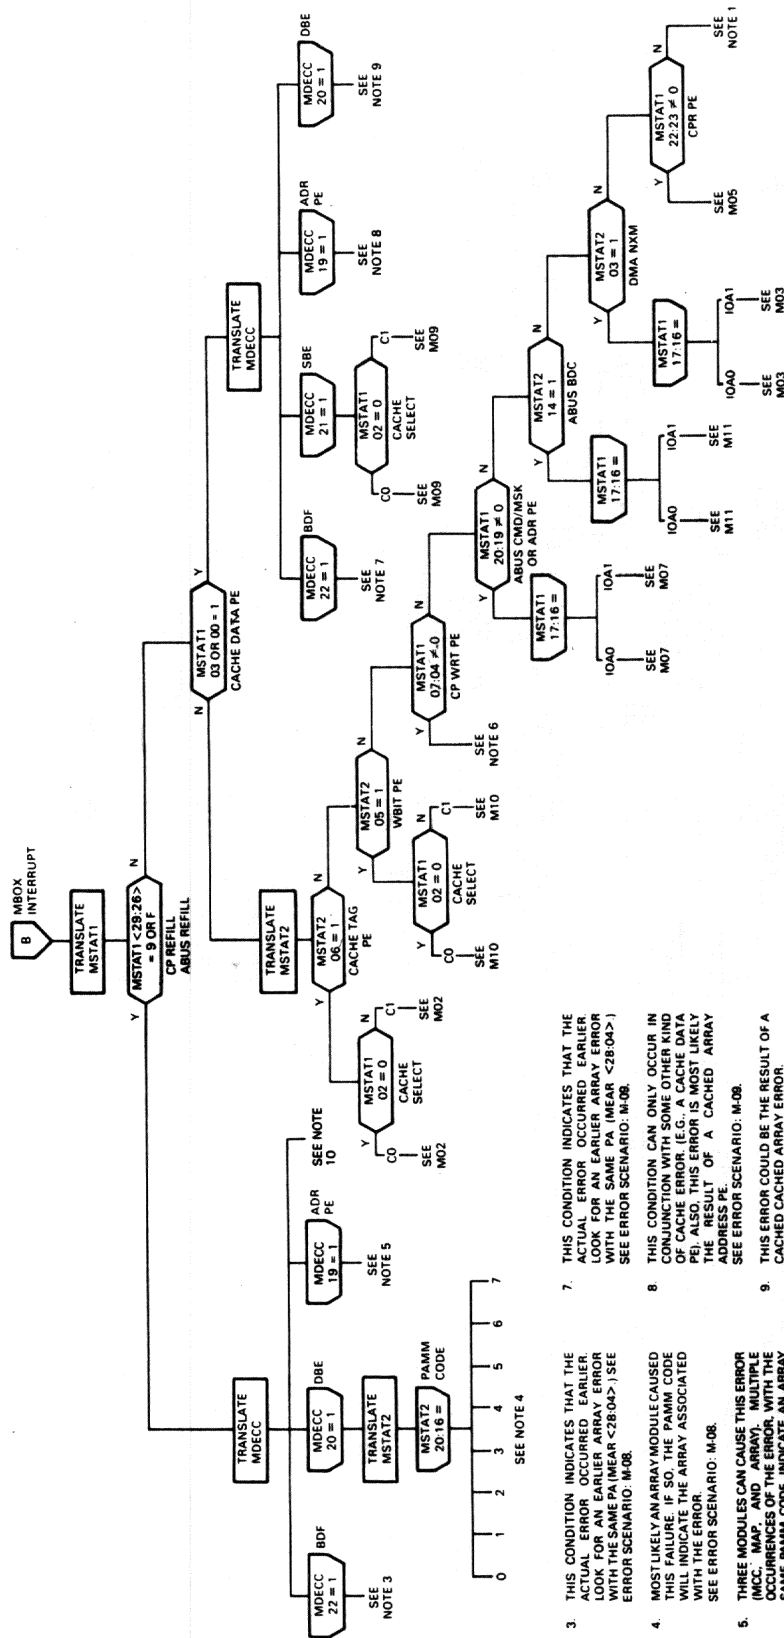 B
MBOX
INTERRUPT
TRANSLATE
MSTAT1
MSTAT1 <29:26>
= 9 OR F
CP REFILL
ABUS REFILL
Y
N
TRANSLATE
MDECC
MDECC
22 = 1
BDF
SEE
NOTE 3
MDECC
20 = 1
DBE
TRANSLATE
MSTAT2
MSTAT2
20:16 =
PAMM
CODE
0
1
2
3
4
5
6
7
SEE NOTE 4
MDECC
19 = 1
ADR
PE
SEE
NOTE 5
SEE NOTE
10
MSTAT1
03 OR 00 = 1
CACHE DATA PE
N
Y
TRANSLATE
MDECC
MDECC
22 = 1
BDF
SEE
NOTE 7
MDECC
21 = 1
SBE
MSTAT1
02 = 0
CACHE
SELECT
Y
C0
SEE
M09
N
C1
SEE
M09
MDECC
19 = 1
ADR
PE
SEE
NOTE 8
MDECC
20 = 1
DBE
SEE
NOTE 9
TRANSLATE
MSTAT2
MSTAT2
06 = 1
CACHE TAG
PE
Y
N
MSTAT1
02 = 0
CACHE
SELECT
Y
C0
SEE
M02
N
C1
SEE
M02
MSTAT2
05 = 1
WBIT PE
Y
N
MSTAT1
02 = 0
CACHE
SELECT
Y
C0
SEE
M10
N
C1
SEE
M10
MSTAT1
07:04 ≠ 0
CP WRT PE
Y
N
SEE
NOTE 6
MSTAT1
20:19 ≠ 0
ABUS CMD/MSK
OR ADR PE
Y
N
MSTAT1
17:16 =
IOA0
SEE
M07
IOA1
SEE
M07
MSTAT2
14 = 1
ABUS BDC
Y
N
MSTAT1
17:16 =
IOA0
SEE
M11
IOA1
SEE
M11
MSTAT2
03 = 1
DMA NXM
Y
N
MSTAT1
17:16 =
IOA0
SEE
M03
IOA1
SEE
M03
MSTAT1
22:23 ≠ 0
CPR PE
Y
N
SEE
M05
SEE
NOTE 1
3. THIS CONDITION INDICATES THAT THE
ACTUAL ERROR OCCURRED EARLIER.
LOOK FOR AN EARLIER ARRAY ERROR
WITH THE SAME PA (MEAR <28:04>.) SEE
ERROR SCENARIO: M-08.
4. MOST LIKELY AN ARRAY MODULE CAUSED
THIS FAILURE. IF SO, THE PAMM CODE
WILL INDICATE THE ARRAY ASSOCIATED
WITH THE ERROR.
SEE ERROR SCENARIO: M-08.
5. THREE MODULES CAN CAUSE THIS ERROR
(MCC, MAP, AND ARRAY). MULTIPLE
OCCURRENCES OF THE ERROR, WITH THE
SAME PAMM CODE, INDICATE AN ARRAY
7. THIS CONDITION INDICATES THAT THE
ACTUAL ERROR OCCURRED EARLIER.
LOOK FOR AN EARLIER ARRAY ERROR
WITH THE SAME PA (MEAR <28:04>.)
SEE ERROR SCENARIO: M-09.
8. THIS CONDITION CAN ONLY OCCUR IN
CONJUNCTION WITH SOME OTHER KIND
OF CACHE ERROR. (E.G., A CACHE DATA
PE). ALSO, THIS ERROR IS MOST LIKELY
THE RESULT OF A CACHED ARRAY
ADDRESS PE.
SEE ERROR SCENARIO: M-09.
9. THIS ERROR COULD BE THE RESULT OF A
CACHED CACHED ARRAY ERROR.